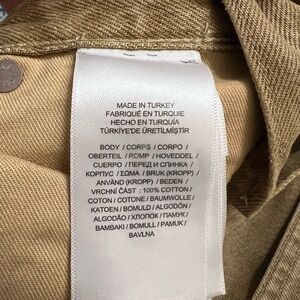 MADE IN TURKEY
FABRIQUÉ EN TURQUIE
HECHO EN TURQUÍA
TÜRKİYE'DE ÜRETİLMİŞTİR
BODY / CORPS / CORPO /
OBERTEIL / ROMP / HOVEDDEL /
CUERPO / ПЕРЕД И СПИНКА /
КОРПУС / ΣΩΜΑ / BRUK (KROPP) /
ANVÄND (KROPP) / BEDEN /
VRCHNÍ ČÁST : 100% COTTON /
COTON / COTONE / BAUMWOLLE /
KATOEN / BOMULD / ALGODÓN /
ALGODÃO / ХЛОПОК / ПАМУК /
BAMBAKI / BOMULL / PAMUK /
BAVLNA